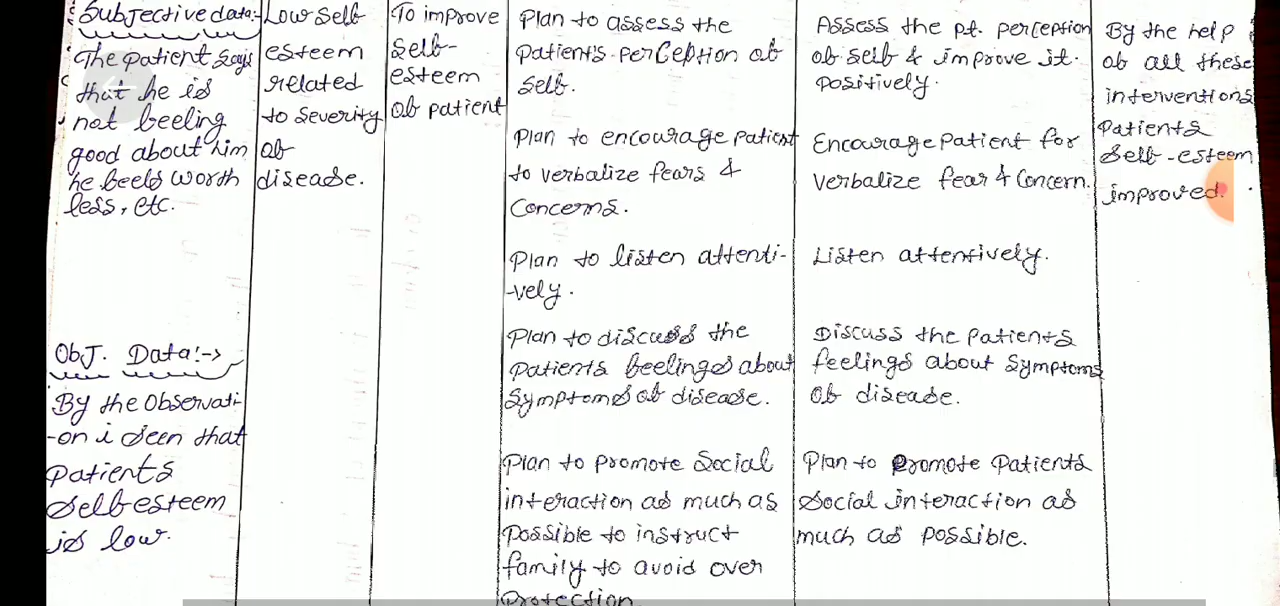 Subjective data:-
The patient says
that he is
not feeling
good about him
he feels worth
less, etc.
Obj. Data:->
By the observati-
-on i seen that
patients
self esteem
is low.
Low self
esteem
related
to severity
of
disease.
To improve
self-
esteem
of patient
Plan to assess the
patient's perception of
self.
Plan to encourage patient
to verbalize fears &
concerns.
Plan to listen attenti-
-vely.
Plan to discuss the
patients feelings about
symptoms of disease.
Plan to promote social
interaction as much as
possible to instruct
family to avoid over
protection
Assess the pt. perception
of self & improve it.
positively.
Encourage patient for
verbalize fear & concern.
Listen attentively.
Discuss the patients
feelings about symptoms
of disease.
Plan to promote patients
social interaction as
much as possible.
By the help
of all these
interventions
patients
self-esteem
improved.